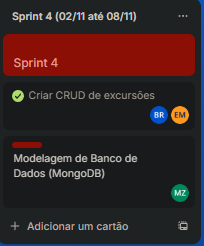 Sprint 4 (02/11 até 08/11)
Sprint 4
Criar CRUD de excursões
BR EM
Modelagem de Banco de
Dados (MongoDB)
MZ
Adicionar um cartão